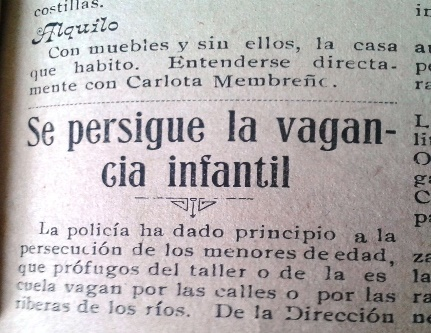 costillas.
Alquilo
Con muebles y sin ellos, la casa
que habito. Entenderse directa-
mente con Carlota Membreño.
Se persigue la vagan-
cia infantil
La policía ha dado principio a la
persecución de los menores de edad,
que prófugos del taller o de la es
cuela vagan por las calles o por las
riberas de los ríos. De la Dirección